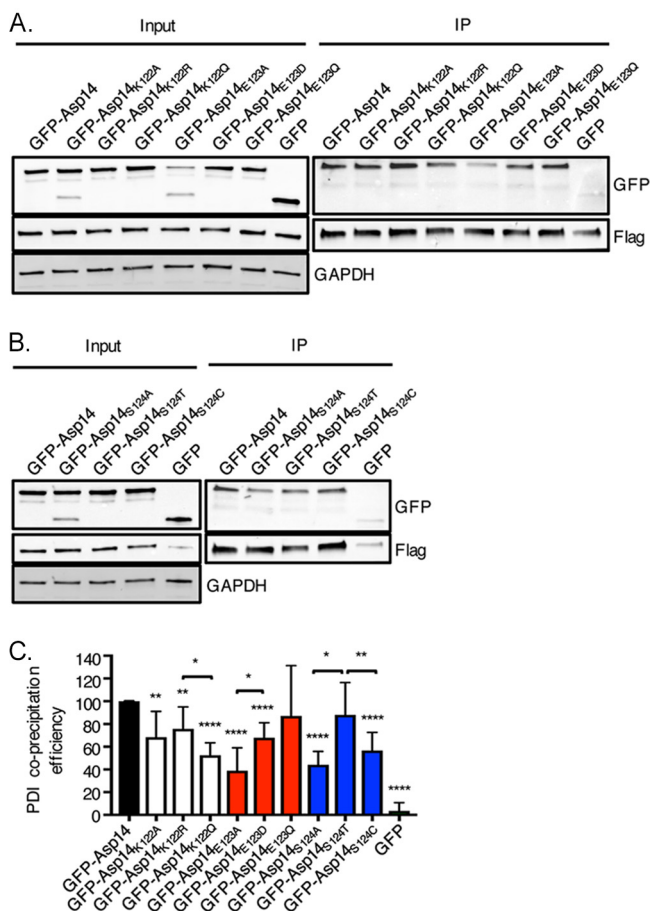 A.
Input
IP
GFP-Asp14
GFP-Asp14K122A
GFP-Asp14K122R
GFP-Asp14K122Q
GFP-Asp14E123A
GFP-Asp14E123D
GFP-Asp14E123Q
GFP
GFP-Asp14
GFP-Asp14K122A
GFP-Asp14K122R
GFP-Asp14K122Q
GFP-Asp14E123A
GFP-Asp14E123D
GFP-Asp14E123Q
GFP
GFP
Flag
GAPDH
B.
Input
IP
GFP-Asp14
GFP-Asp14S124A
GFP-Asp14S124T
GFP-Asp14S124C
GFP
GFP-Asp14
GFP-Asp14S124A
GFP-Asp14S124T
GFP-Asp14S124C
GFP
GFP
Flag
GAPDH
C.
PDI co-precipitation
efficiency
140
120
100
80
60
40
20
0
**
**
*
****
****
*
****
****
*
**
****
****
GFP-Asp14
GFP-Asp14K122A
GFP-Asp14K122R
GFP-Asp14K122Q
GFP-Asp14E123A
GFP-Asp14E123D
GFP-Asp14E123Q
GFP-Asp14S124A
GFP-Asp14S124T
GFP-Asp14S124C
GFP